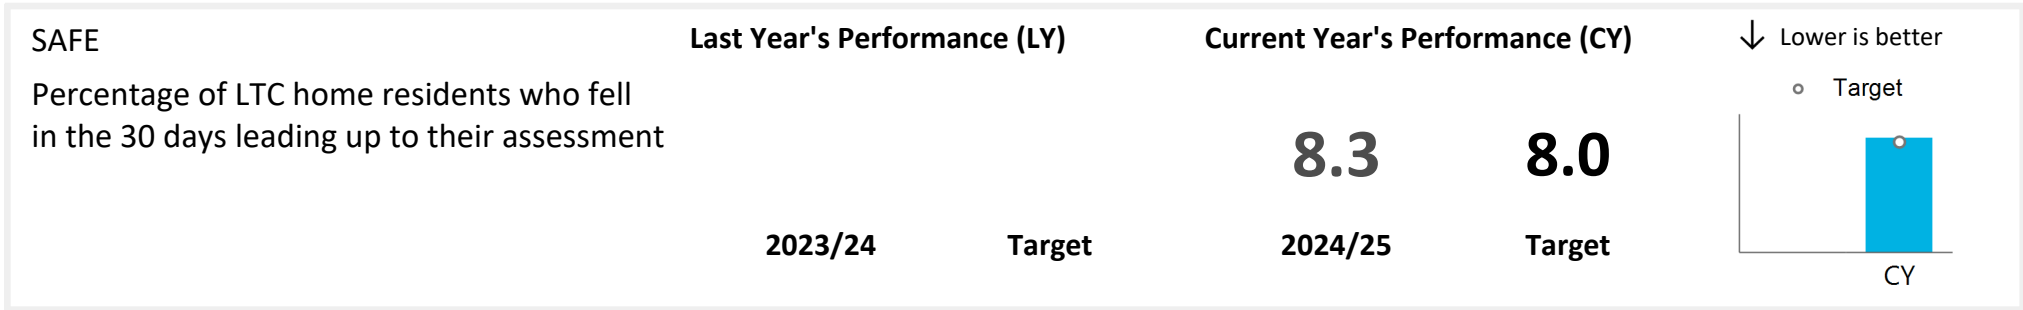 SAFE
Percentage of LTC home residents who fell
in the 30 days leading up to their assessment
Last Year's Performance (LY)
2023/24 Target
Current Year's Performance (CY)
8.3 8.0
2024/25 Target
↓ Lower is better
Target
CY